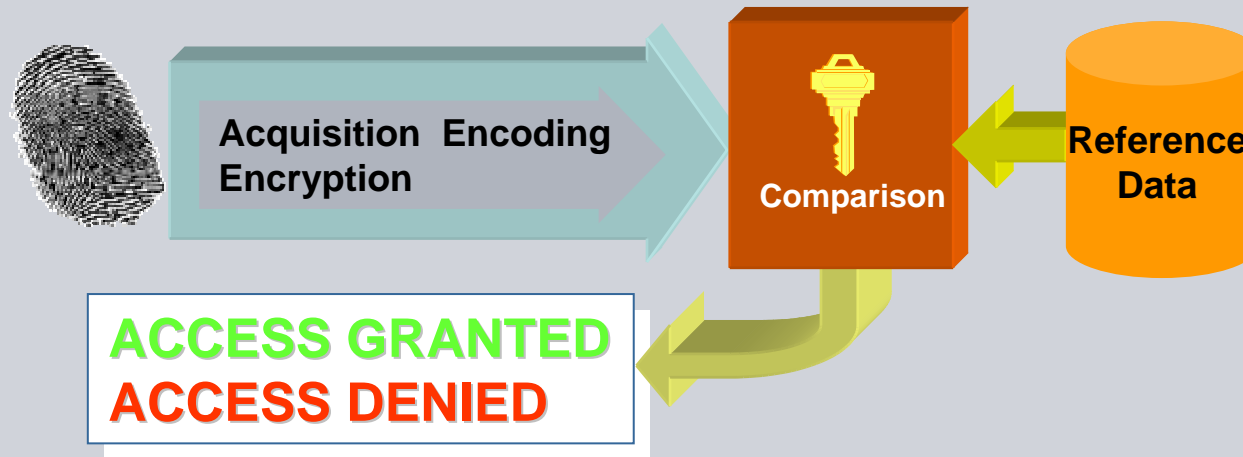 Acquisition Encoding
Encryption
Comparison
Reference
Data
ACCESS GRANTED
ACCESS DENIED